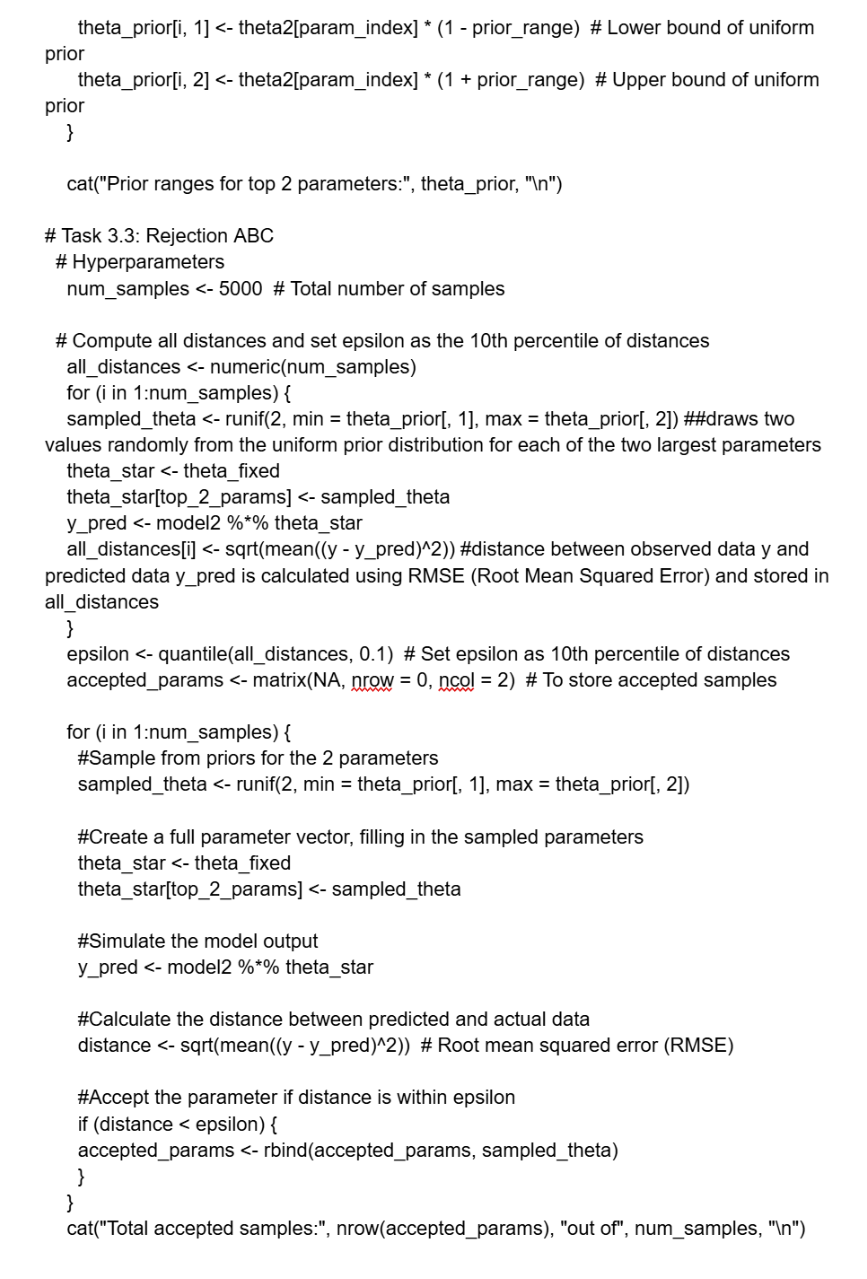 theta_prior[i, 1] <- theta2[param_index] * (1 - prior_range)  # Lower bound of uniform
prior
theta_prior[i, 2] <- theta2[param_index] * (1 + prior_range)  # Upper bound of uniform
prior
}
cat("Prior ranges for top 2 parameters:", theta_prior, "\n")
# Task 3.3: Rejection ABC
# Hyperparameters
num_samples <- 5000  # Total number of samples
# Compute all distances and set epsilon as the 10th percentile of distances
all_distances <- numeric(num_samples)
for (i in 1:num_samples) {
sampled_theta <- runif(2, min = theta_prior[, 1], max = theta_prior[, 2]) ##draws two
values randomly from the uniform prior distribution for each of the two largest parameters
theta_star <- theta_fixed
theta_star[top_2_params] <- sampled_theta
y_pred <- model2 %*% theta_star
all_distances[i] <- sqrt(mean((y - y_pred)^2)) #distance between observed data y and
predicted data y_pred is calculated using RMSE (Root Mean Squared Error) and stored in
all_distances
}
epsilon <- quantile(all_distances, 0.1)  # Set epsilon as 10th percentile of distances
accepted_params <- matrix(NA, nrow = 0, ncol = 2)  # To store accepted samples
for (i in 1:num_samples) {
#Sample from priors for the 2 parameters
sampled_theta <- runif(2, min = theta_prior[, 1], max = theta_prior[, 2])
#Create a full parameter vector, filling in the sampled parameters
theta_star <- theta_fixed
theta_star[top_2_params] <- sampled_theta
#Simulate the model output
y_pred <- model2 %*% theta_star
#Calculate the distance between predicted and actual data
distance <- sqrt(mean((y - y_pred)^2))  # Root mean squared error (RMSE)
#Accept the parameter if distance is within epsilon
if (distance < epsilon) {
accepted_params <- rbind(accepted_params, sampled_theta)
}
}
cat("Total accepted samples:", nrow(accepted_params), "out of", num_samples, "\n")